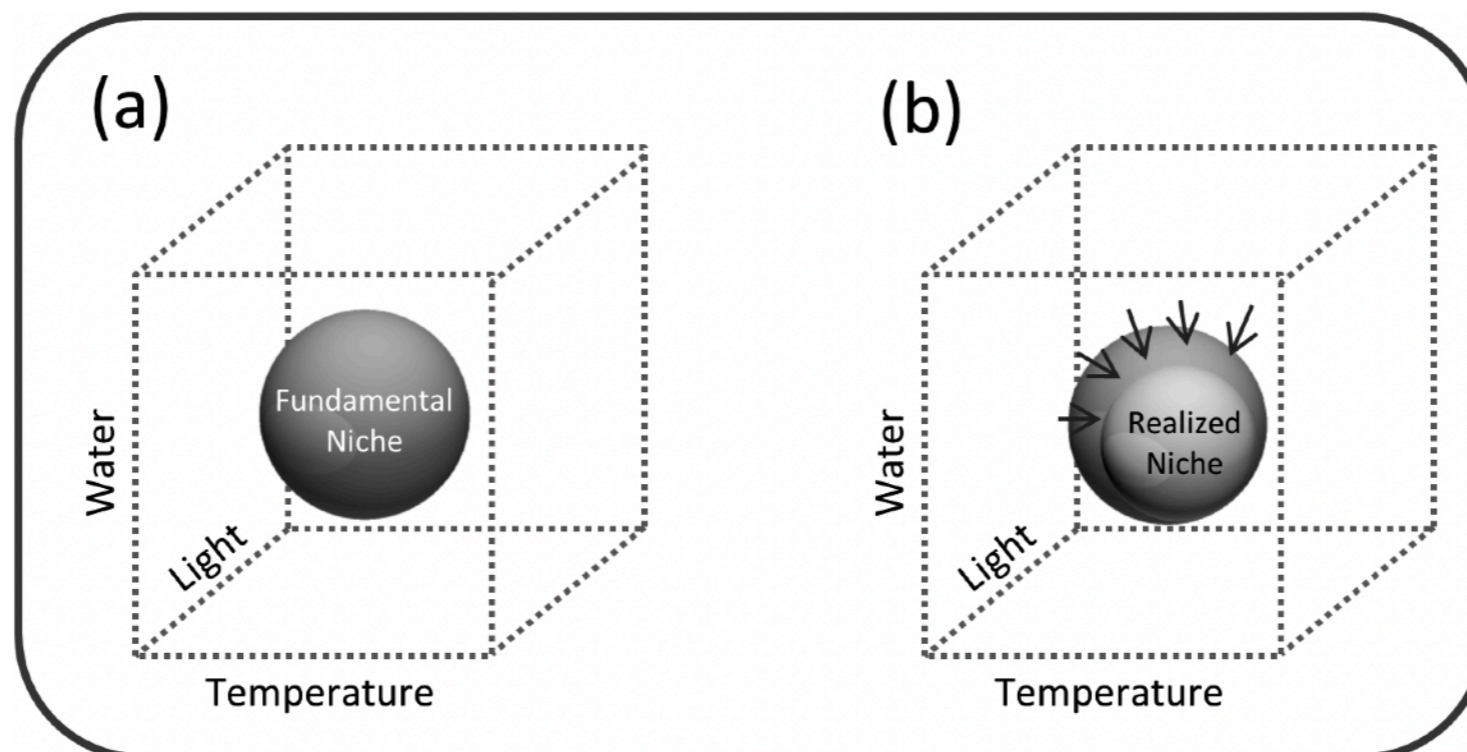 (a)
Fundamental
Niche
Water
Light
Temperature
(b)
Realized
Niche
Water
Light
Temperature